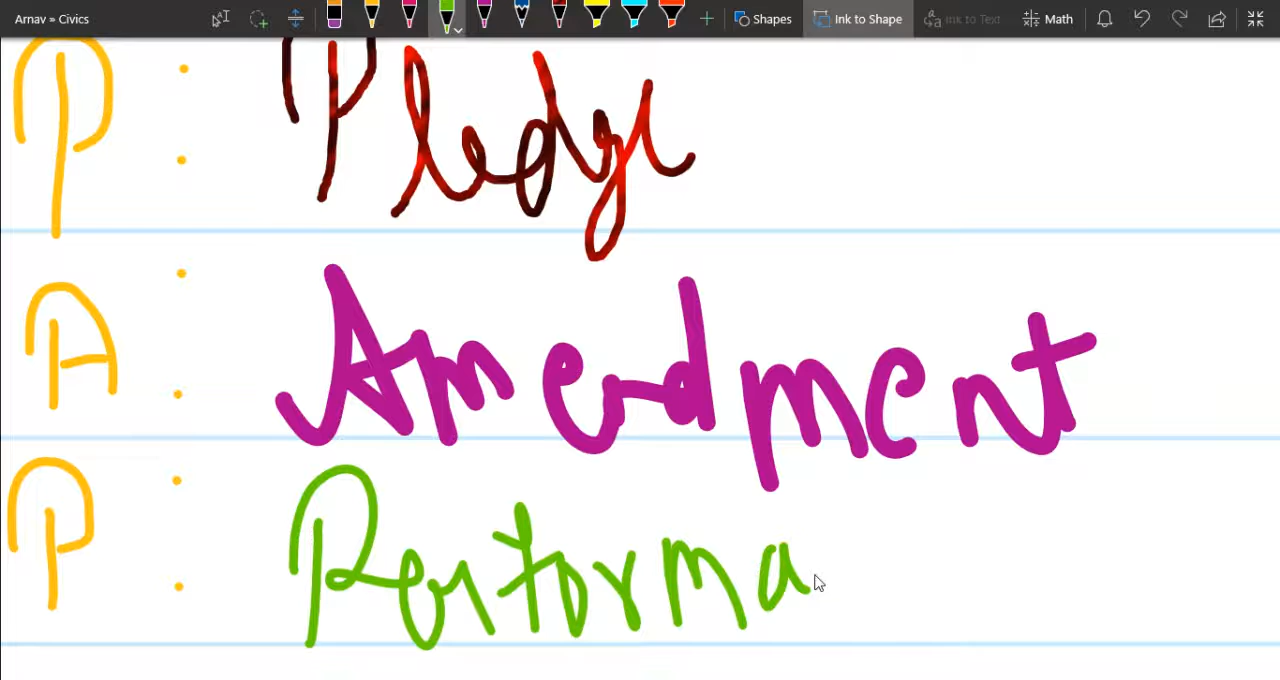 Arnav » Civics Shapes Ink to Shape Ink to Text Math
P : Pledge
A : Amendment
P : Performa